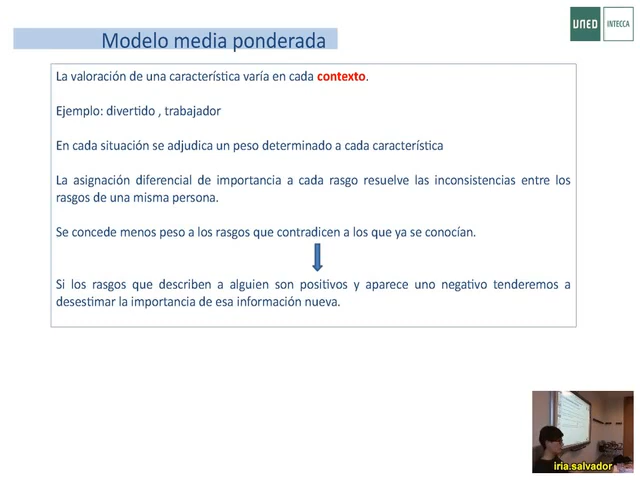 UNED INTECCA
Modelo media ponderada
La valoración de una característica varía en cada contexto.
Ejemplo: divertido , trabajador
En cada situación se adjudica un peso determinado a cada característica
La asignación diferencial de importancia a cada rasgo resuelve las inconsistencias entre los
rasgos de una misma persona.
Se concede menos peso a los rasgos que contradicen a los que ya se conocían.
Si los rasgos que describen a alguien son positivos y aparece uno negativo tenderemos a
desestimar la importancia de esa información nueva.
iria.salvador